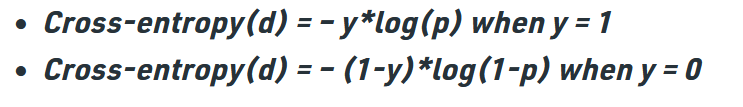 • Cross-entropy(d) = – y*log(p) when y = 1
• Cross-entropy(d) = – (1-y)*log(1-p) when y = 0